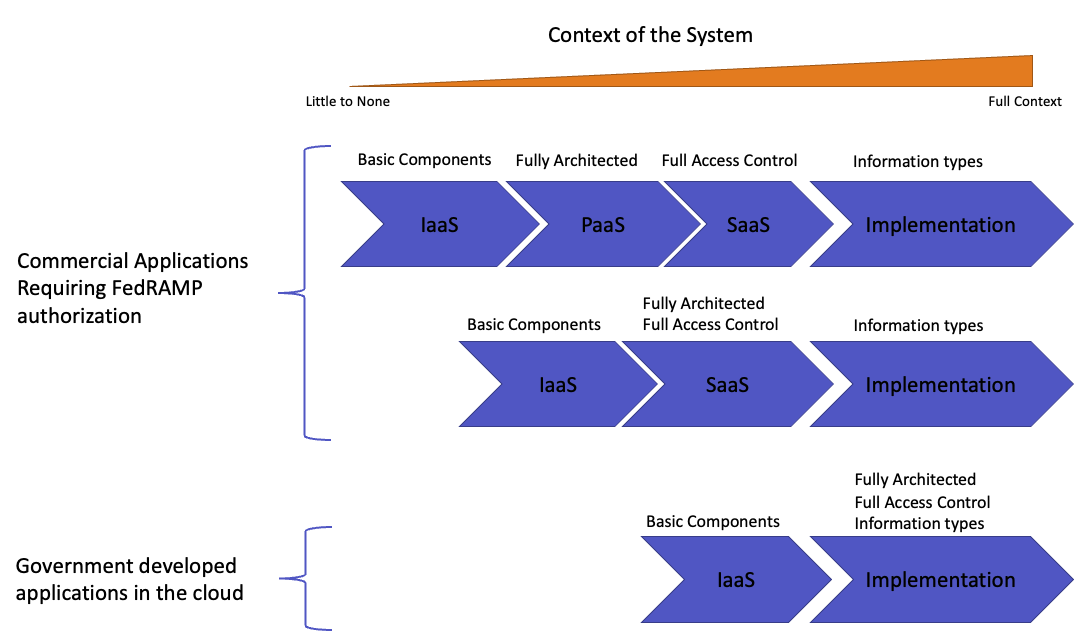 Context of the System
Little to None
Full Context
Basic Components
Fully Architected
Full Access Control
Information types
IaaS
PaaS
SaaS
Implementation
Commercial Applications
Requiring FedRAMP
authorization
Basic Components
Fully Architected
Full Access Control
Information types
IaaS
SaaS
Implementation
Government developed
applications in the cloud
Basic Components
Fully Architected
Full Access Control
Information types
IaaS
Implementation